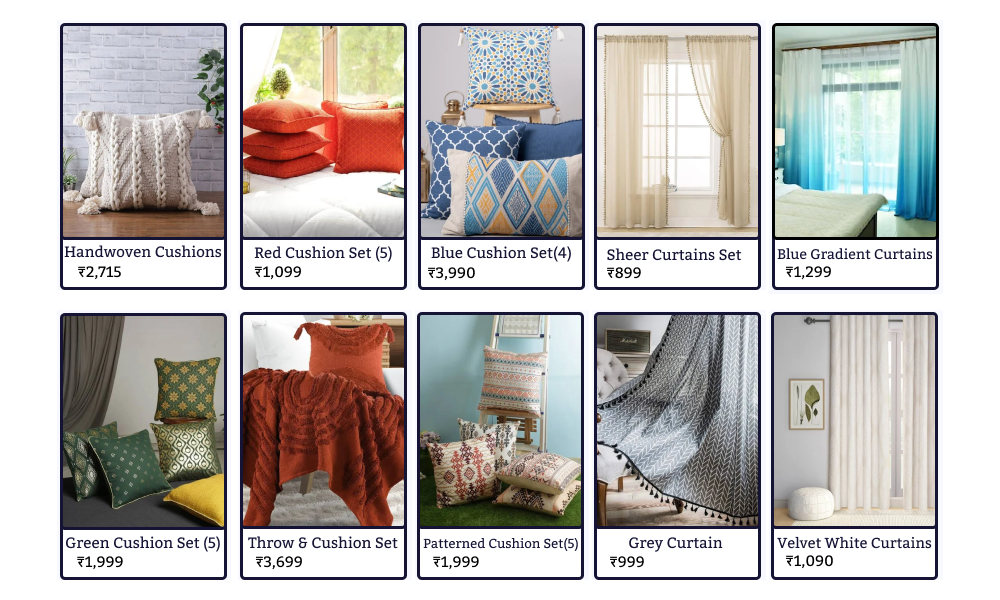 Handwoven Cushions
₹2,715
Red Cushion Set (5)
₹1,099
Blue Cushion Set(4)
₹3,990
Sheer Curtains Set
₹899
Blue Gradient Curtains
₹1,299
Green Cushion Set (5)
₹1,999
Throw & Cushion Set
₹3,699
Patterned Cushion Set(5)
₹1,999
Marshall
Grey Curtain
₹999
Velvet White Curtains
₹1,090